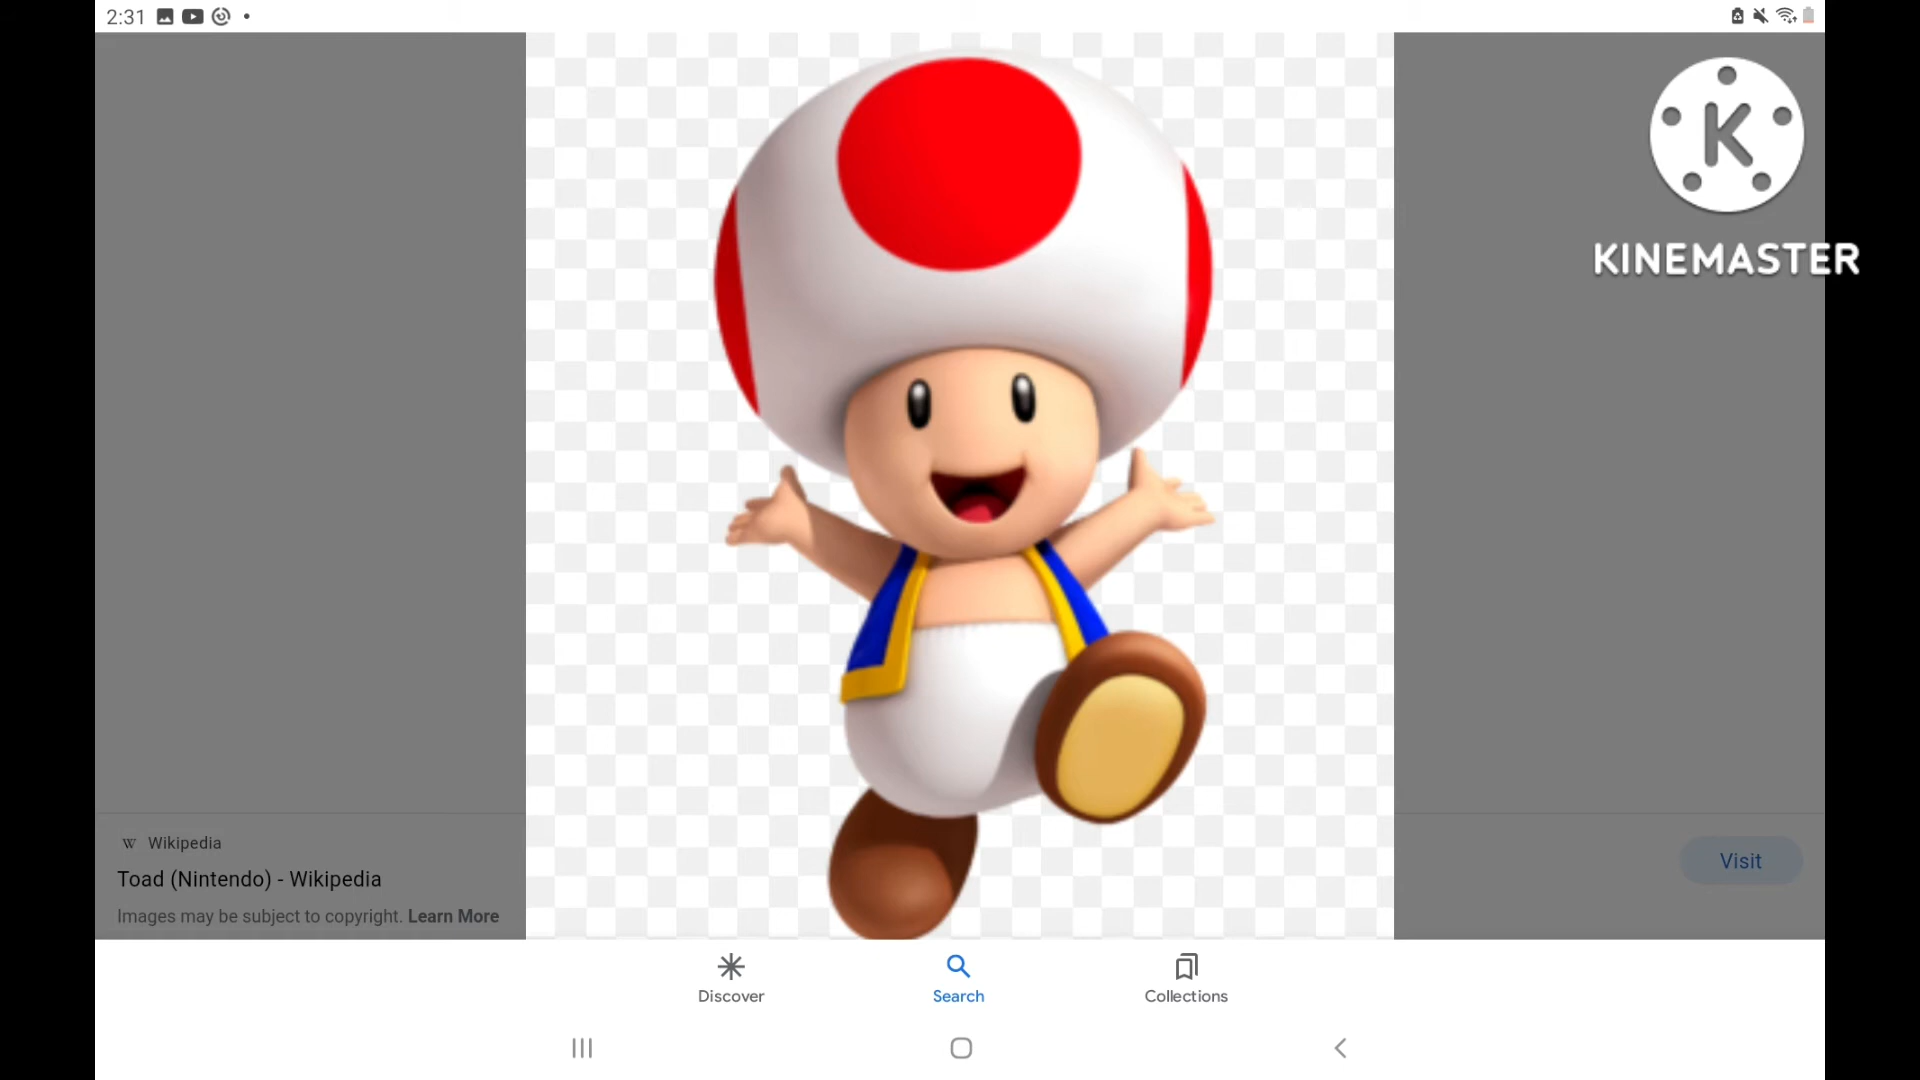 2:31
K
KINEMASTER
W Wikipedia
Toad (Nintendo) - Wikipedia
Visit
Images may be subject to copyright. Learn More
Discover
Search
Collections